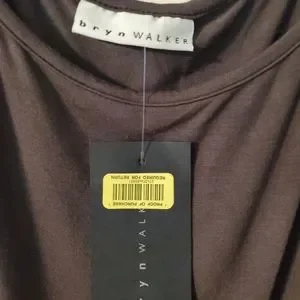 bryn WALKER
* PROOF OF PURCHASE *
REQUIRED FOR
RETURN
bryn WALKER